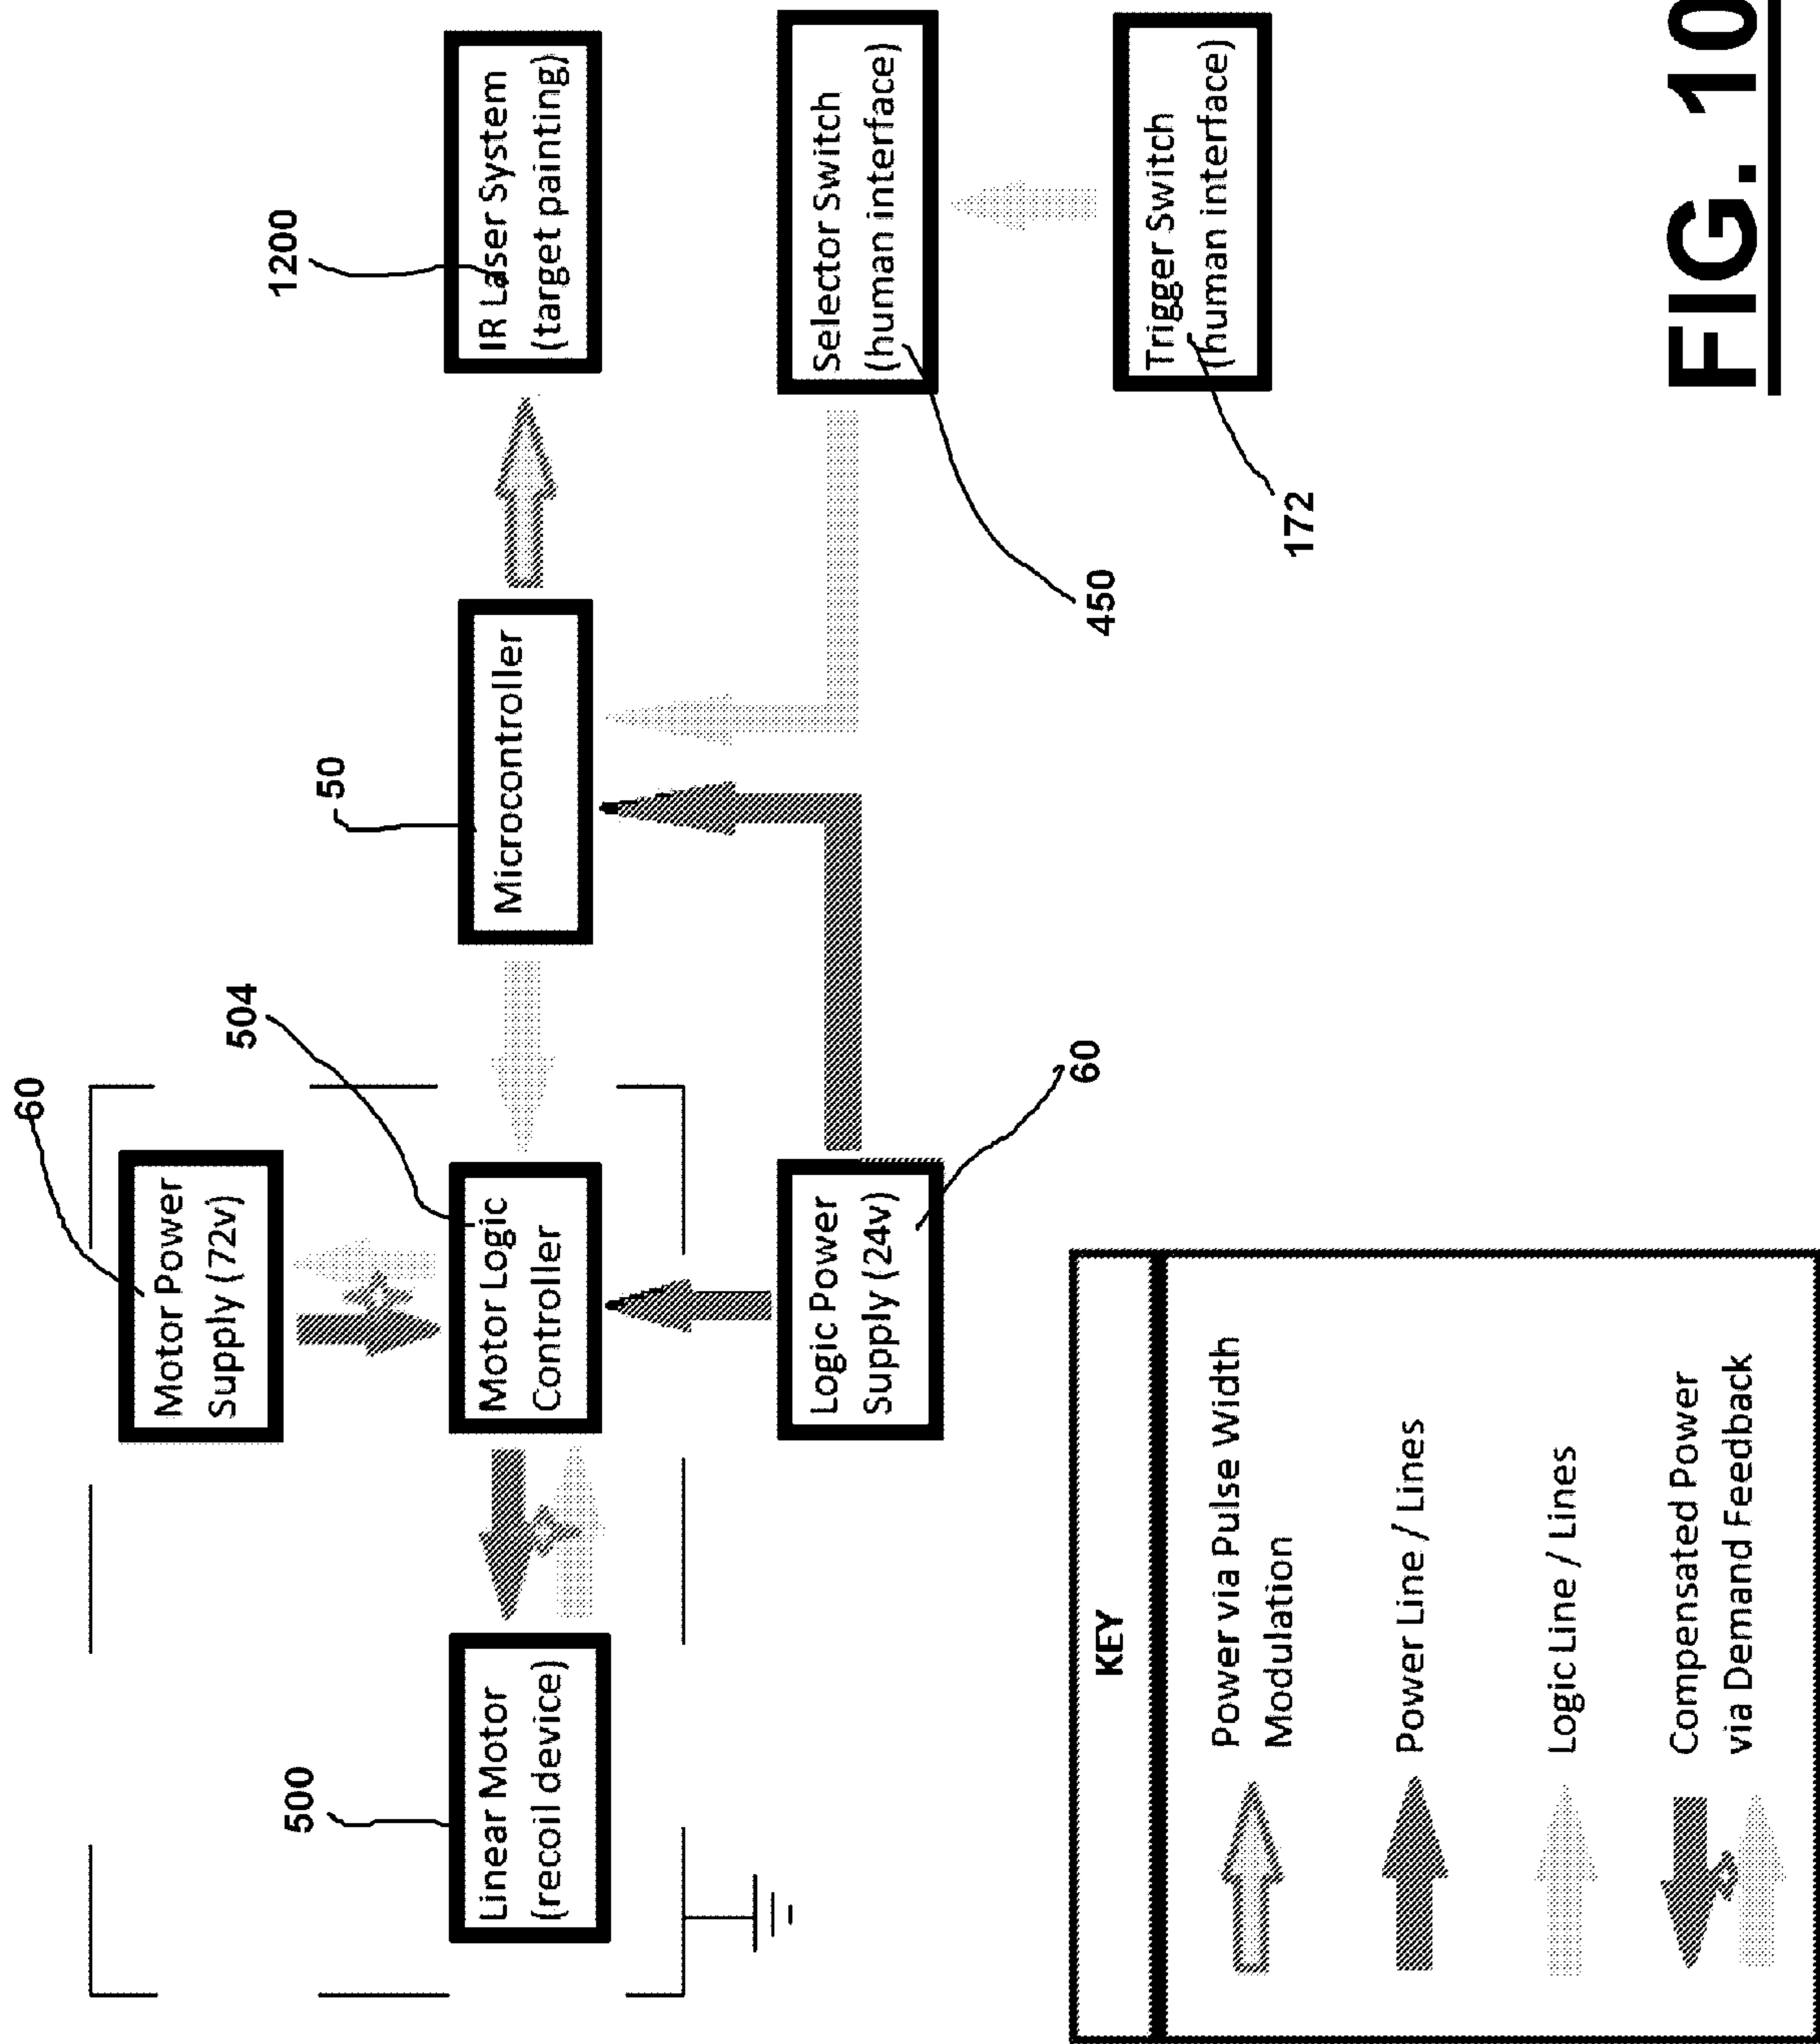 60
Motor Power
Supply (72v)
504
Motor Logic
Controller
500
Linear Motor
(recoil device)
Logic Power
Supply (24v)
60
50
Microcontroller
1200
IR Laser System
(target painting)
Selector Switch
(human interface)
450
Trigger Switch
(human interface)
172
KEY
Power via Pulse Width
Modulation
Power Line / Lines
Logic Line / Lines
Compensated Power
via Demand Feedback
FIG. 10